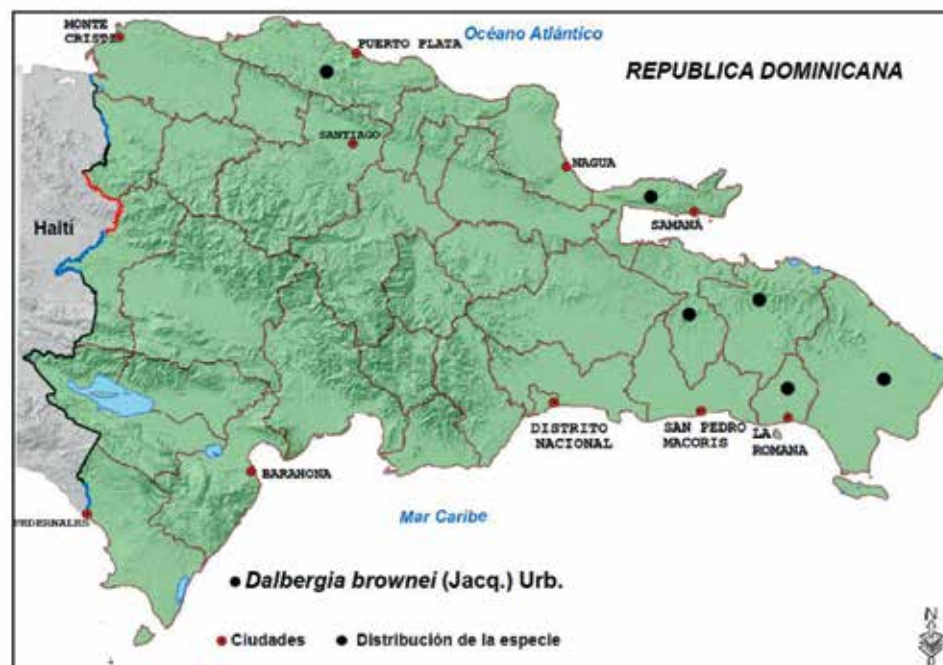 MONTE
CRISTI
PUERTO PLATA
Océano Atlántico
REPUBLICA DOMINICANA
SANTIAGO
NAGUA
SAMANÁ
Haití
DISTRITO
NACIONAL
SAN PEDRO
MACORIS
LA
ROMANA
BARAHONA
PEDERNALES
Mar Caribe
Dalbergia brownei (Jacq.) Urb.
Ciudades
Distribución de la especie
N